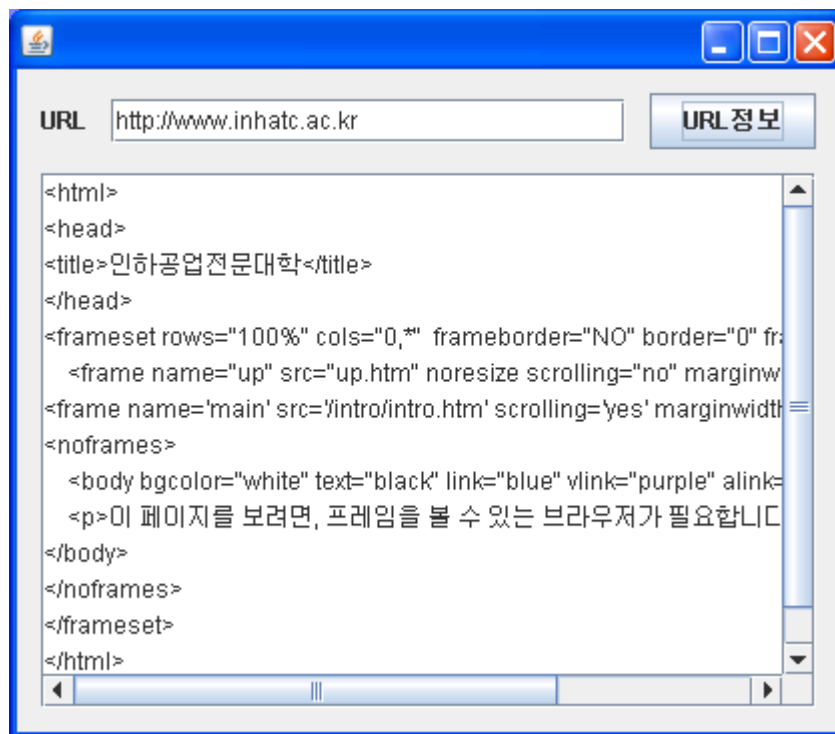 URL http://www.inhatc.ac.kr URL정보
<html>
<head>
<title>인하공업전문대학</title>
</head>
<frameset rows="100%" cols="0,*" frameborder="NO" border="0"
<frame name="up" src="up.htm" noresize scrolling="no"
<frame name='main' src='/intro/intro.htm' scrolling='yes' marginwidth
<noframes>
<body bgcolor="white" text="black" link="blue" vlink="purple" alink=
<p>이 페이지를 보려면, 프레임을 볼 수 있는 브라우저가 필요합니다
</body>
</noframes>
</frameset>
</html>